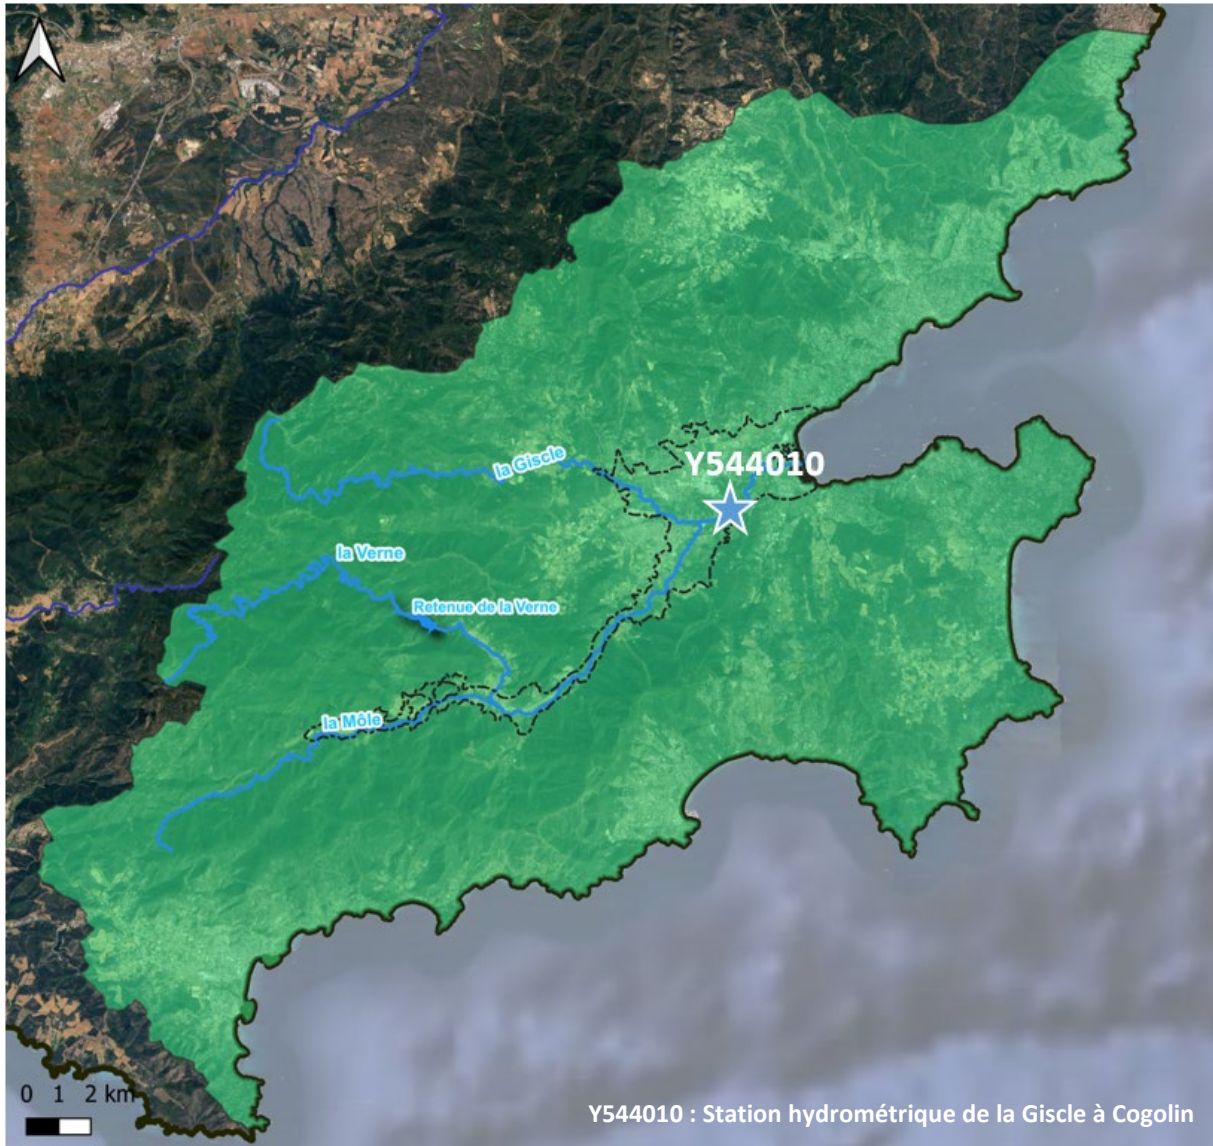 la Giscle
Y544010
la Verne
Retenue de la Verne
la Môle
0 1 2 km
Y544010 : Station hydrométrique de la Giscle à Cogolin